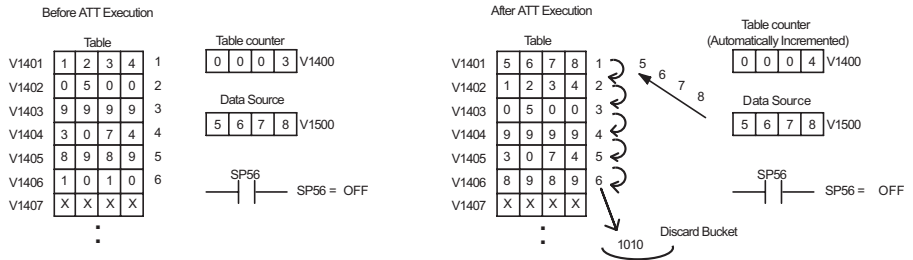 Before ATT Execution
Table
V1401 1 2 3 4 1
V1402 0 5 0 0 2
V1403 9 9 9 9 3
V1404 3 0 7 4 4
V1405 8 9 8 9 5
V1406 1 0 1 0 6
V1407 X X X X
:
Table counter
0 0 0 3 V1400
Data Source
5 6 7 8 V1500
SP56
SP56 = OFF
After ATT Execution
Table
V1401 5 6 7 8 1
V1402 1 2 3 4 2
V1403 0 5 0 0 3
V1404 9 9 9 9 4
V1405 3 0 7 4 5
V1406 8 9 8 9 6
V1407 X X X X
:
5 6 7 8
Table counter
(Automatically Incremented)
0 0 0 4 V1400
Data Source
5 6 7 8 V1500
SP56
SP56 = OFF
Discard Bucket
1010